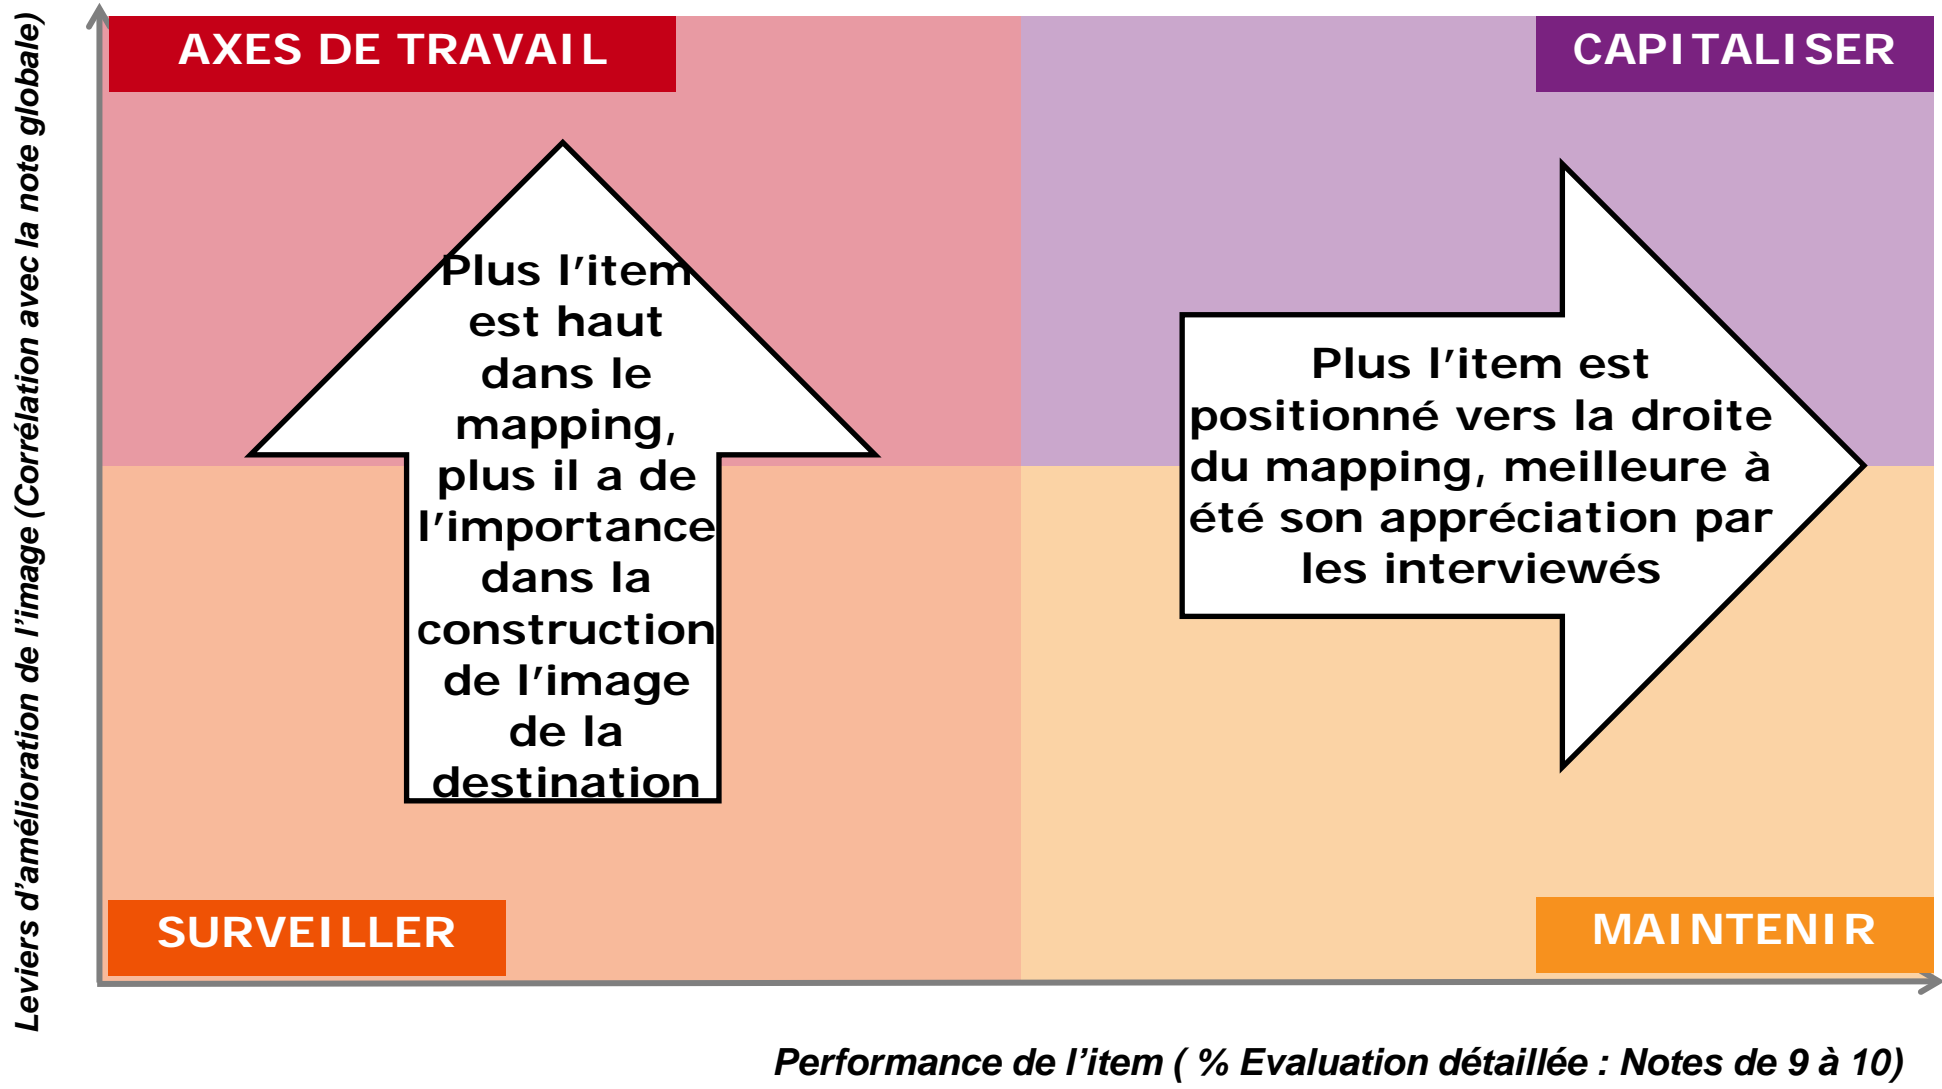 AXES DE TRAVAIL
CAPITALISER
Leviers d'amélioration de l'image (Corrélation avec la note globale)
Plus l'item
est haut
dans le
mapping,
plus il a de
l'importance
dans la
construction
de l'image
de la
destination
Plus l'item est
positionné vers la droite
du mapping, meilleure à
été son appréciation par
les interviewés
SURVEILLER
MAINTENIR
Performance de l'item ( % Evaluation détaillée : Notes de 9 à 10)